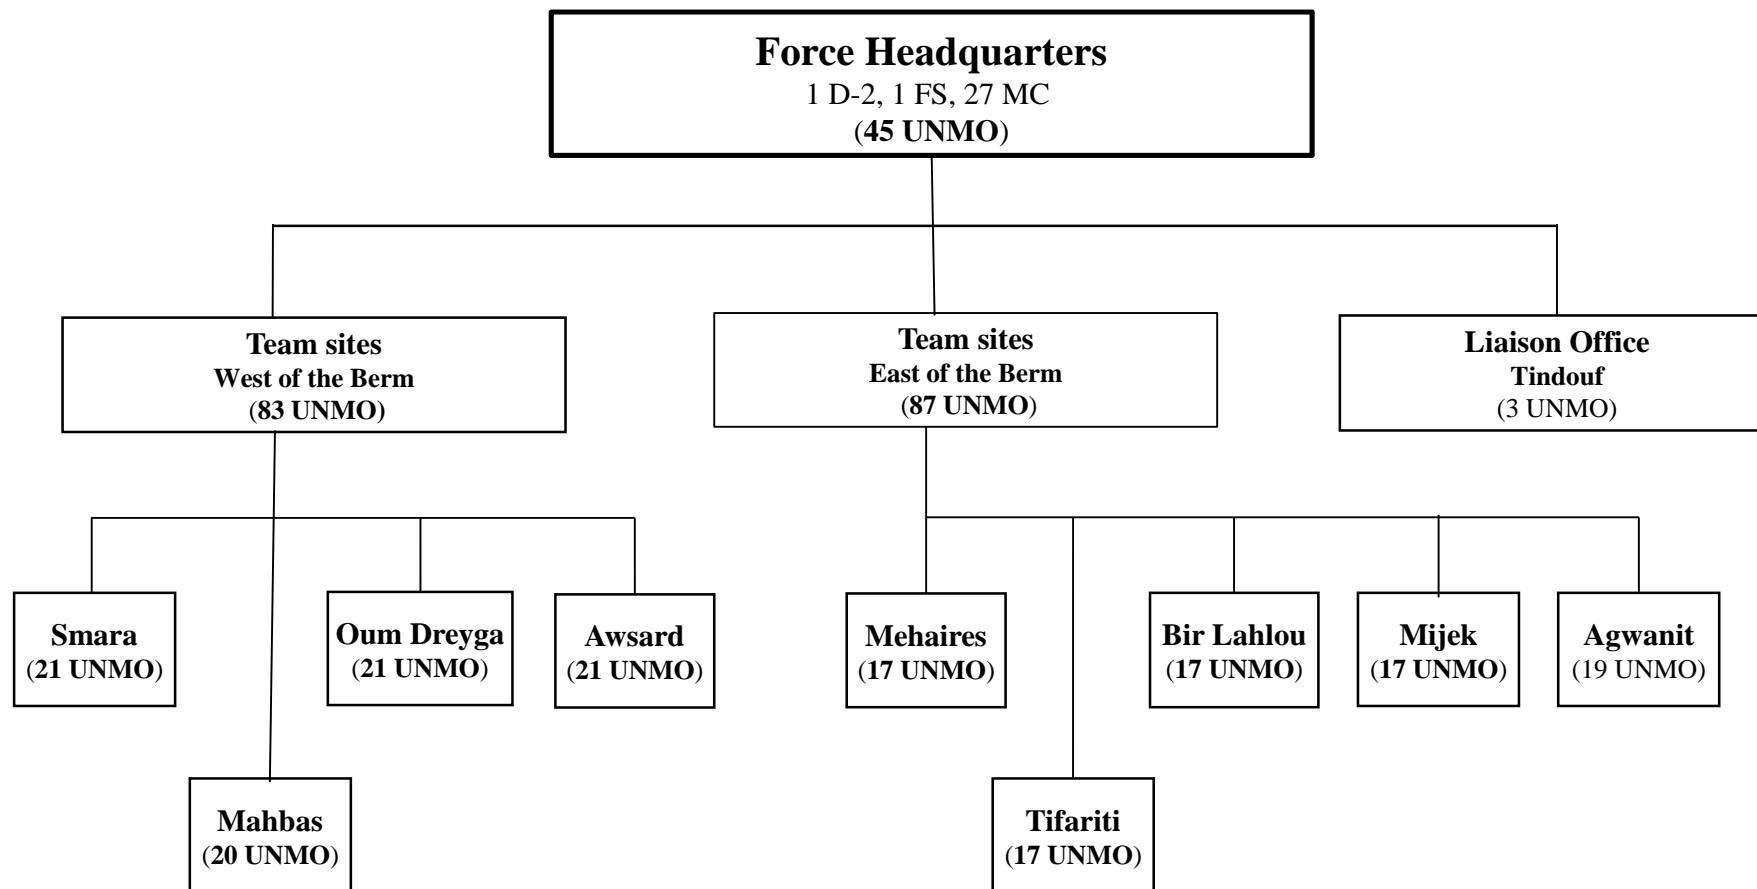 Force Headquarters
1 D-2, 1 FS, 27 MC
(45 UNMO)
Team sites
West of the Berm
(83 UNMO)
Team sites
East of the Berm
(87 UNMO)
Liaison Office
Tindouf
(3 UNMO)
Smara
(21 UNMO)
Oum Dreyga
(21 UNMO)
Awsard
(21 UNMO)
Mehaires
(17 UNMO)
Bir Lahlou
(17 UNMO)
Mijek
(17 UNMO)
Agwanit
(19 UNMO)
Mahbas
(20 UNMO)
Tifariti
(17 UNMO)